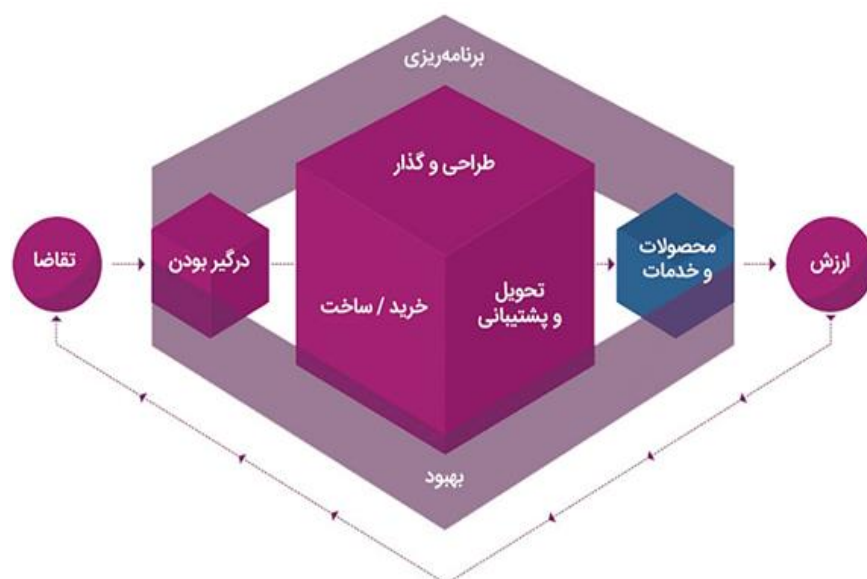 برنامه‌ریزی
طراحی و گذار
تقاضا
درگیر بودن
خرید / ساخت
تحویل
و پشتیبانی
محصولات
و خدمات
ارزش
بهبود